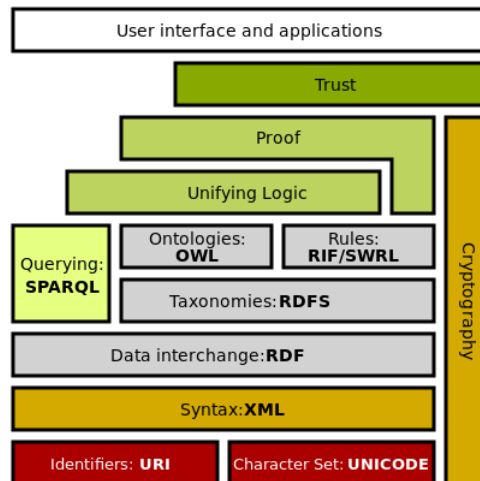 User interface and applications
Trust
Proof
Unifying Logic
Querying:
SPARQL
Ontologies:
OWL
Rules:
RIF/SWRL
Taxonomies:RDFS
Data interchange:RDF
Syntax:XML
Identifiers: URI
Character Set: UNICODE
Cryptography